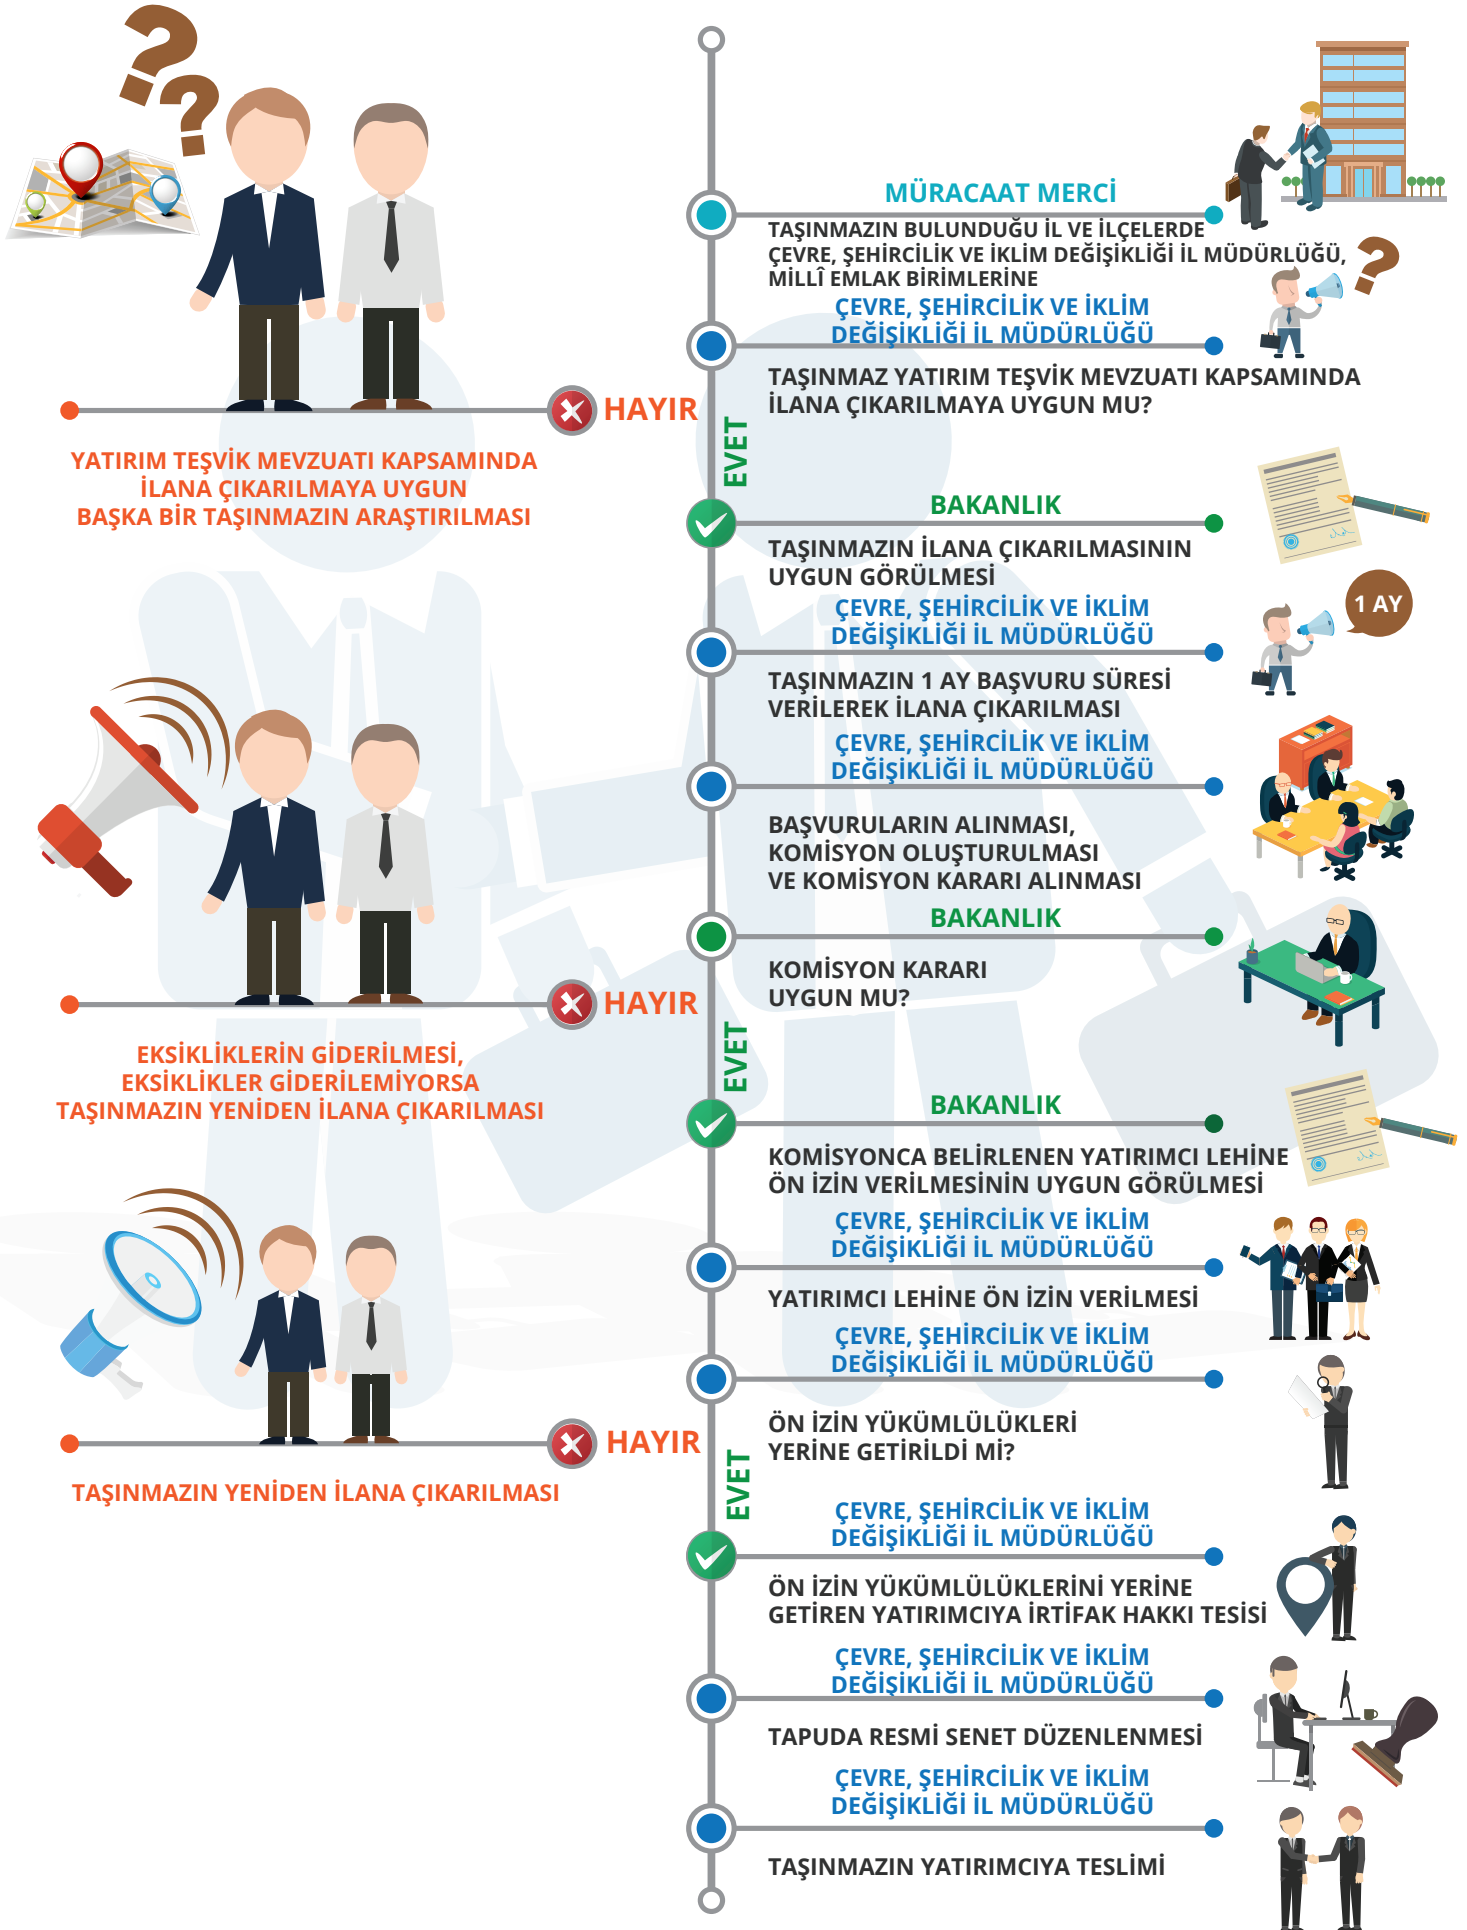 MÜRACAAT MERCİ
TAŞINMAZIN BULUNDUĞU İL VE İLÇELERDE
ÇEVRE, ŞEHİRCİLİK VE İKLİM DEĞİŞİKLİĞİ İL MÜDÜRLÜĞÜ,
MİLLÎ EMLAK BİRİMLERİNE
ÇEVRE, ŞEHİRCİLİK VE İKLİM
DEĞİŞİKLİĞİ İL MÜDÜRLÜĞÜ
TAŞINMAZ YATIRIM TEŞVİK MEVZUATI KAPSAMINDA
İLANA ÇIKARILMAYA UYGUN MU?
HAYIR
YATIRIM TEŞVİK MEVZUATI KAPSAMINDA
İLANA ÇIKARILMAYA UYGUN
BAŞKA BİR TAŞINMAZIN ARAŞTIRILMASI
EVET
BAKANLIK
TAŞINMAZIN İLANA ÇIKARILMASININ
UYGUN GÖRÜLMESİ
ÇEVRE, ŞEHİRCİLİK VE İKLİM
DEĞİŞİKLİĞİ İL MÜDÜRLÜĞÜ
1 AY
TAŞINMAZIN 1 AY BAŞVURU SÜRESİ
VERİLEREK İLANA ÇIKARILMASI
ÇEVRE, ŞEHİRCİLİK VE İKLİM
DEĞİŞİKLİĞİ İL MÜDÜRLÜĞÜ
BAŞVURULARIN ALINMASI,
KOMİSYON OLUŞTURULMASI
VE KOMİSYON KARARI ALINMASI
BAKANLIK
KOMİSYON KARARI
UYGUN MU?
HAYIR
EKSİKLİKLERİN GİDERİLMESİ,
EKSİKLİKLER GİDERİLEMİYORSA
TAŞINMAZIN YENİDEN İLANA ÇIKARILMASI
EVET
BAKANLIK
KOMİSYONCA BELİRLENEN YATIRIMCI LEHİNE
ÖN İZİN VERİLMESİNİN UYGUN GÖRÜLMESİ
ÇEVRE, ŞEHİRCİLİK VE İKLİM
DEĞİŞİKLİĞİ İL MÜDÜRLÜĞÜ
YATIRIMCI LEHİNE ÖN İZİN VERİLMESİ
ÇEVRE, ŞEHİRCİLİK VE İKLİM
DEĞİŞİKLİĞİ İL MÜDÜRLÜĞÜ
ÖN İZİN YÜKÜMLÜLÜKLERİ
YERİNE GETİRİLDİ Mİ?
HAYIR
TAŞINMAZIN YENİDEN İLANA ÇIKARILMASI
EVET
ÇEVRE, ŞEHİRCİLİK VE İKLİM
DEĞİŞİKLİĞİ İL MÜDÜRLÜĞÜ
ÖN İZİN YÜKÜMLÜLÜKLERİNİ YERİNE
GETİREN YATIRIMCIYA İRTİFAK HAKKI TESİSİ
ÇEVRE, ŞEHİRCİLİK VE İKLİM
DEĞİŞİKLİĞİ İL MÜDÜRLÜĞÜ
TAPUDA RESMİ SENET DÜZENLENMESİ
ÇEVRE, ŞEHİRCİLİK VE İKLİM
DEĞİŞİKLİĞİ İL MÜDÜRLÜĞÜ
TAŞINMAZIN YATIRIMCIYA TESLİMİ